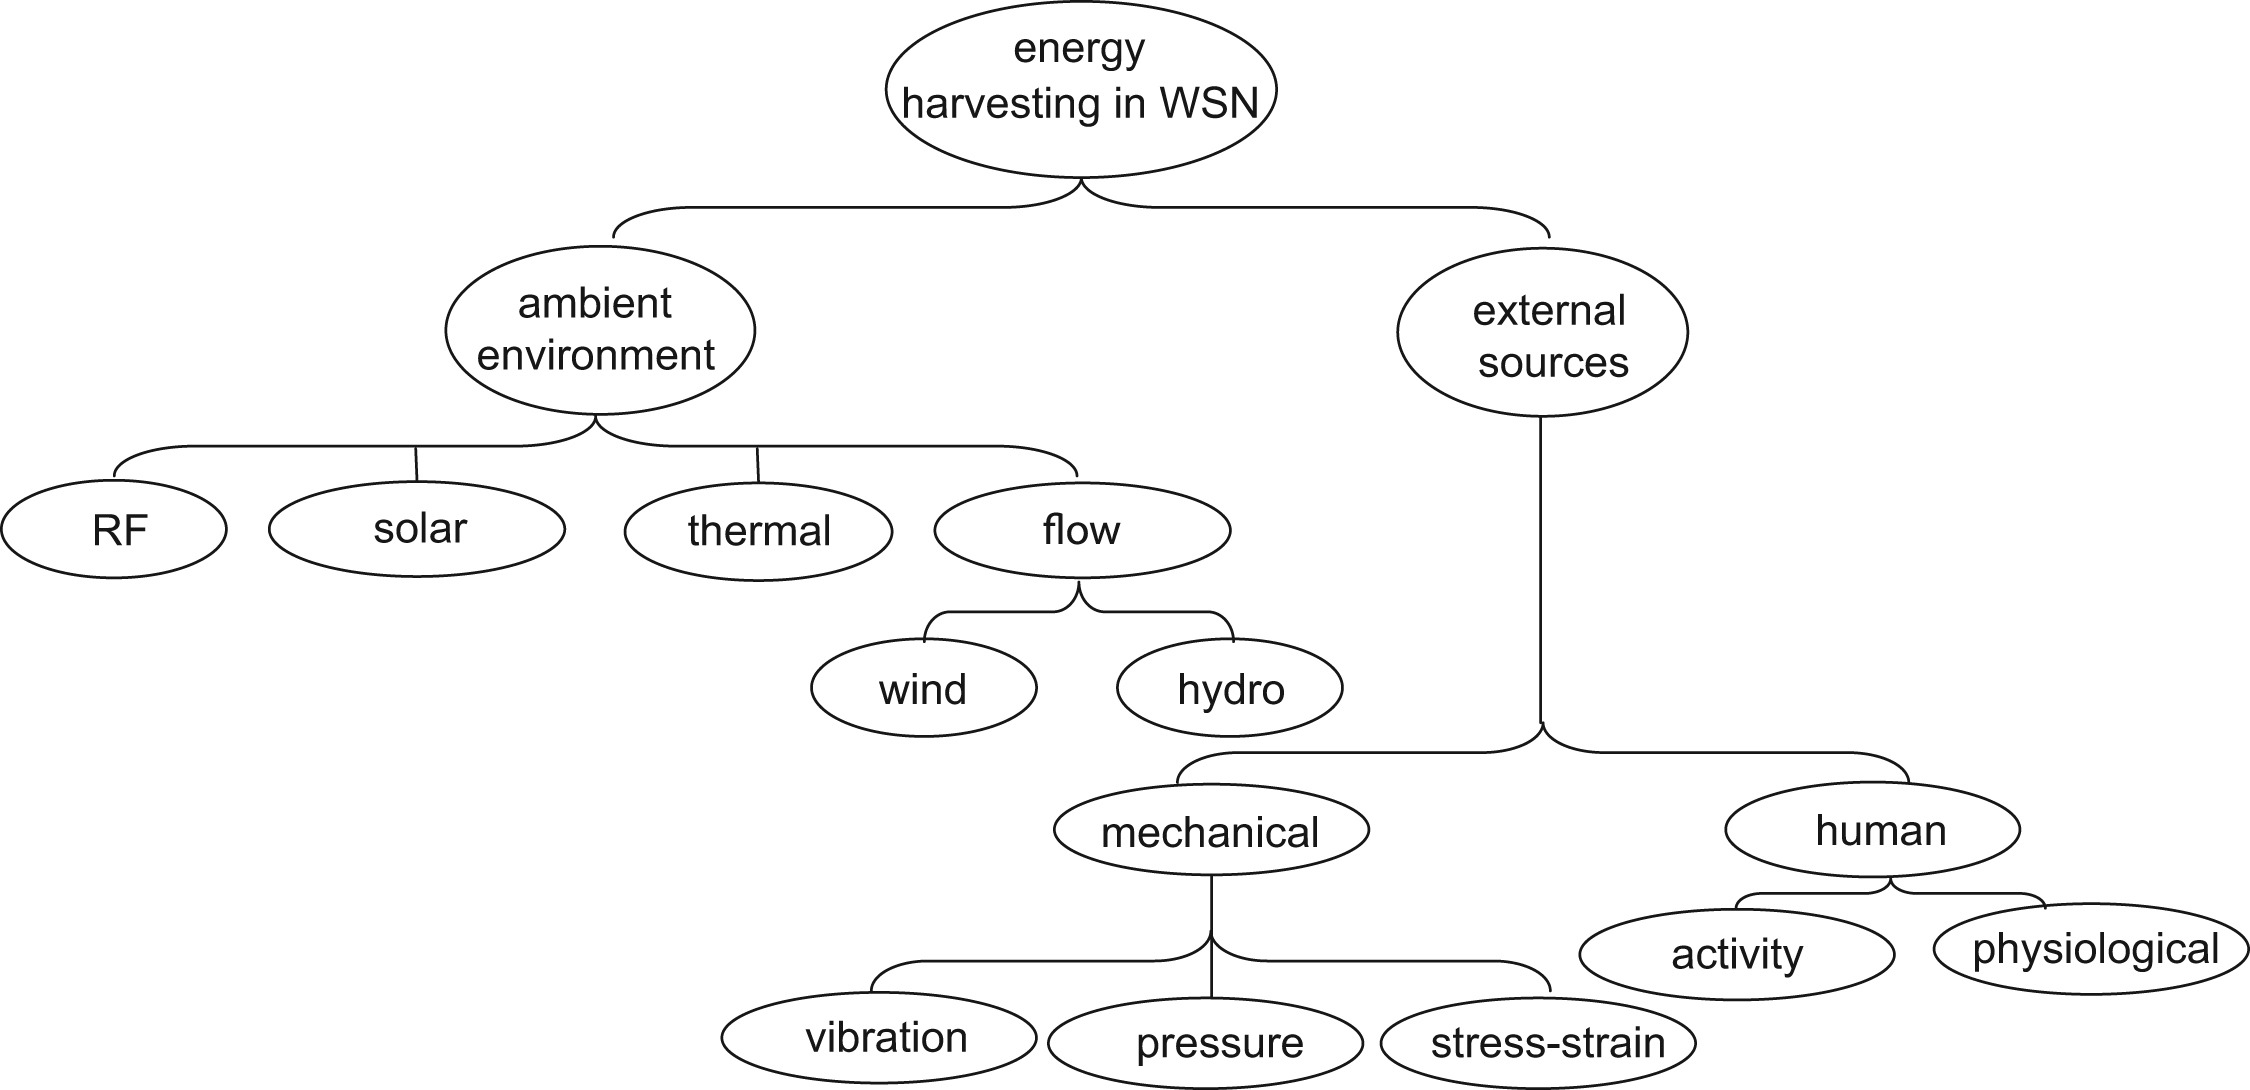 energy
harvesting in WSN
ambient
environment
external
sources
RF
solar
thermal
flow
wind
hydro
mechanical
human
activity
physiological
vibration
pressure
stress-strain